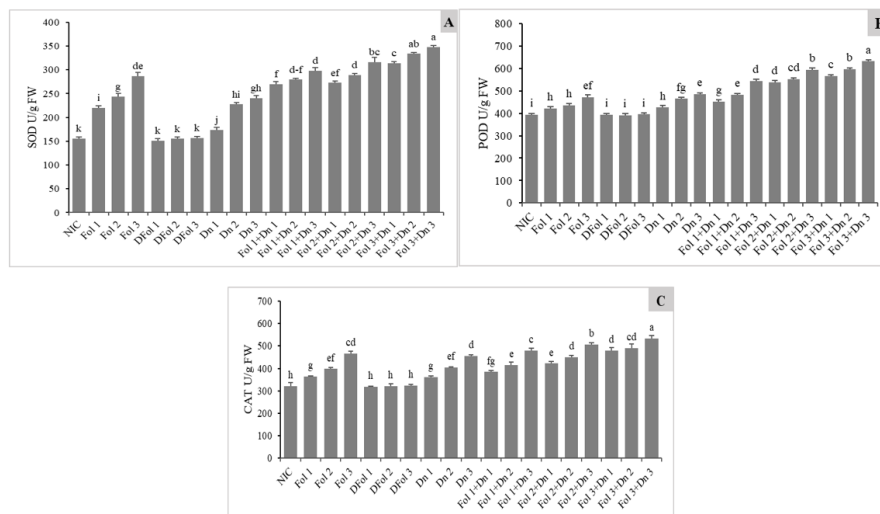 A
SOD U/g FW
400
350
300
250
200
150
100
50
0
k i g de k k k j hi gh f d-f d ef d bc c ab a
NIC Fol 1 Fol 2 Fol 3 DFol 1 DFol 2 DFol 3 Dn 1 Dn 2 Dn 3 Fol 1+Dn 1 Fol 1+Dn 2 Fol 1+Dn 3 Fol 2+Dn 1 Fol 2+Dn 2 Fol 2+Dn 3 Fol 3+Dn 1 Fol 3+Dn 2 Fol 3+Dn 3
POD U/g FW
800
700
600
500
400
300
200
100
0
i h h ef i i i h fg e g e d d cd b c b a
NIC Fol 1 Fol 2 Fol 3 DFol 1 DFol 2 DFol 3 Dn 1 Dn 2 Dn 3 Fol 1+Dn 1 Fol 1+Dn 2 Fol 1+Dn 3 Fol 2+Dn 1 Fol 2+Dn 2 Fol 2+Dn 3 Fol 3+Dn 1 Fol 3+Dn 2 Fol 3+Dn 3
C
CAT U/g FW
700
600
500
400
300
200
100
0
h g ef cd h h h g ef d fg e c e d b d cd a
NIC Fol 1 Fol 2 Fol 3 DFol 1 DFol 2 DFol 3 Dn 1 Dn 2 Dn 3 Fol 1+Dn 1 Fol 1+Dn 2 Fol 1+Dn 3 Fol 2+Dn 1 Fol 2+Dn 2 Fol 2+Dn 3 Fol 3+Dn 1 Fol 3+Dn 2 Fol 3+Dn 3